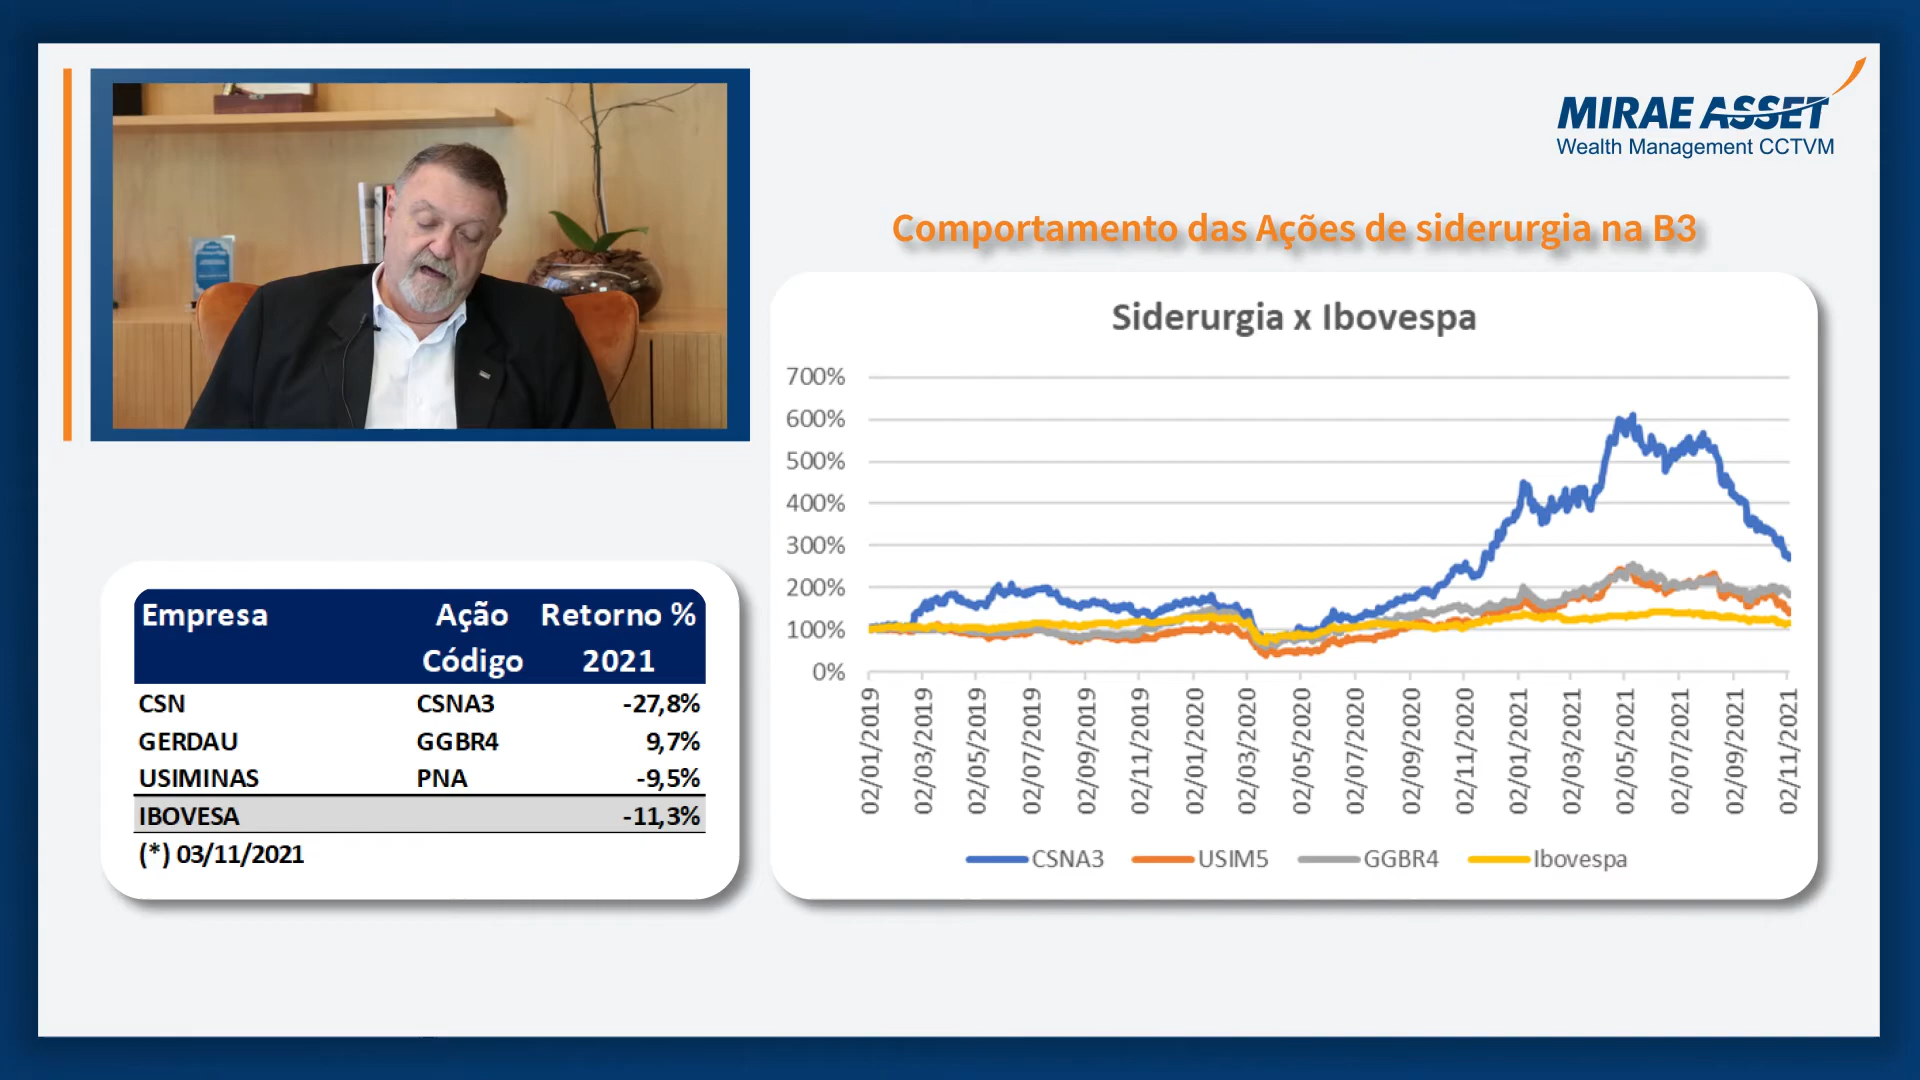 MIRAE ASSET
Wealth Management CCTVM
Comportamento das Ações de siderurgia na B3
Siderurgia x Ibovespa
700%
600%
500%
400%
300%
200%
100%
0%
02/01/2019
02/03/2019
02/05/2019
02/07/2019
02/09/2019
02/11/2019
02/01/2020
02/03/2020
02/05/2020
02/07/2020
02/09/2020
02/11/2020
02/01/2021
02/03/2021
02/05/2021
02/07/2021
02/09/2021
02/11/2021
CSNA3 USIM5 GGBR4 Ibovespa
Empresa Ação Retorno %
Código 2021
CSN CSNA3 -27,8%
GERDAU GGBR4 9,7%
USIMINAS PNA -9,5%
IBOVESA -11,3%
(*) 03/11/2021